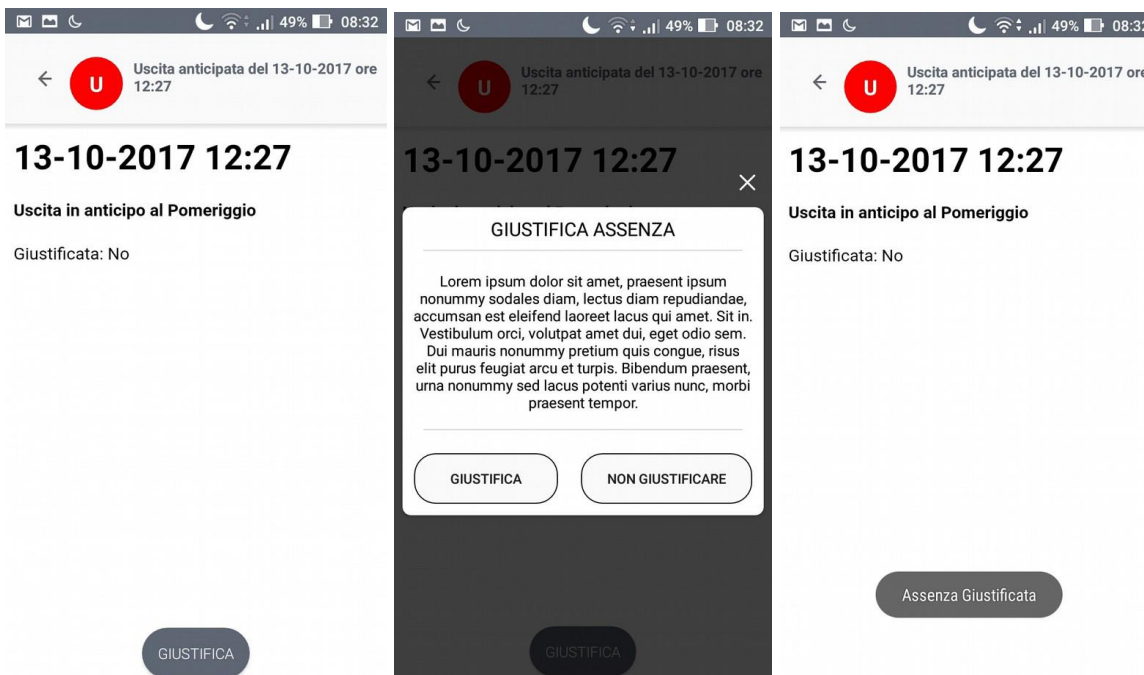 49% 08:32
U
Uscita anticipata del 13-10-2017 ore
12:27
13-10-2017 12:27
Uscita in anticipo al Pomeriggio
Giustificata: No
GIUSTIFICA
49% 08:32
U
Uscita anticipata del 13-10-2017 ore
12:27
13-10-2017 12:27
GIUSTIFICA ASSENZA
Lorem ipsum dolor sit amet, praesent ipsum
nonummy sodales diam, lectus diam repudiandae,
accumsan est eleifend laoreet lacus qui amet. Sit in.
Vestibulum orci, volutpat amet dui, eget odio sem.
Dui mauris nonummy pretium quis congue, risus
elit purus feugiat arcu et turpis. Bibendum praesent,
urna nonummy sed lacus potenti varius nunc, morbi
praesent tempor.
GIUSTIFICA NON GIUSTIFICARE
GIUSTIFICA
49% 08:32
U
Uscita anticipata del 13-10-2017 ore
12:27
13-10-2017 12:27
Uscita in anticipo al Pomeriggio
Giustificata: No
Assenza Giustificata